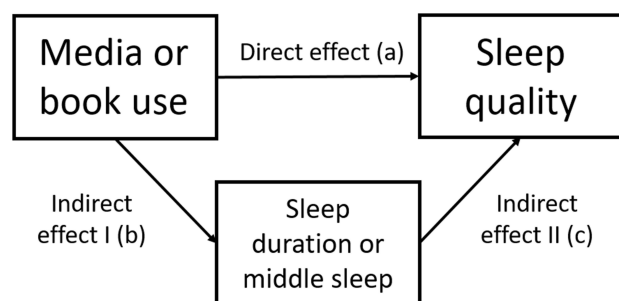 Media or
book use
Direct effect (a)
Sleep
quality
Indirect
effect I (b)
Sleep
duration or
middle sleep
Indirect
effect II (c)